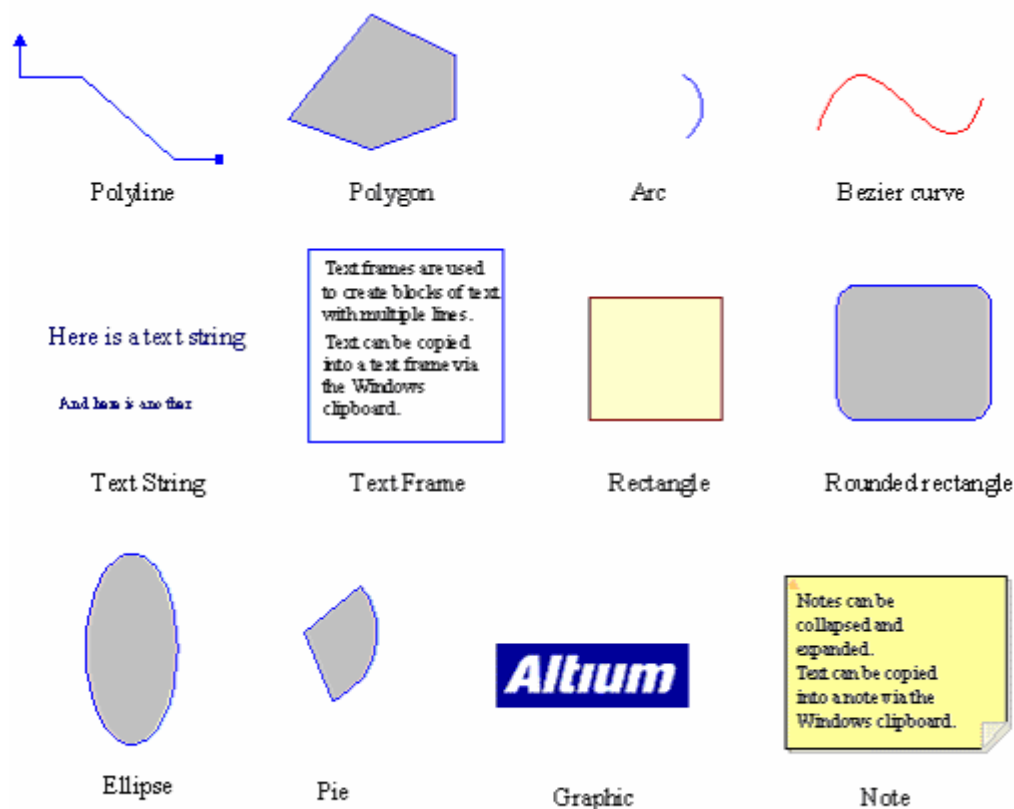 Polyline
Polygon
Arc
Bezier curve
Here is a text string
And here is another
Text frames are used
to create blocks of text
with multiple lines.
Text can be copied
into a text frame via
the Windows
clipboard.
Text String
Text Frame
Rectangle
Rounded rectangle
Altium
Notes can be
collapsed and
expanded.
Text can be copied
into a note via the
Windows clipboard.
Ellipse
Pie
Graphic
Note